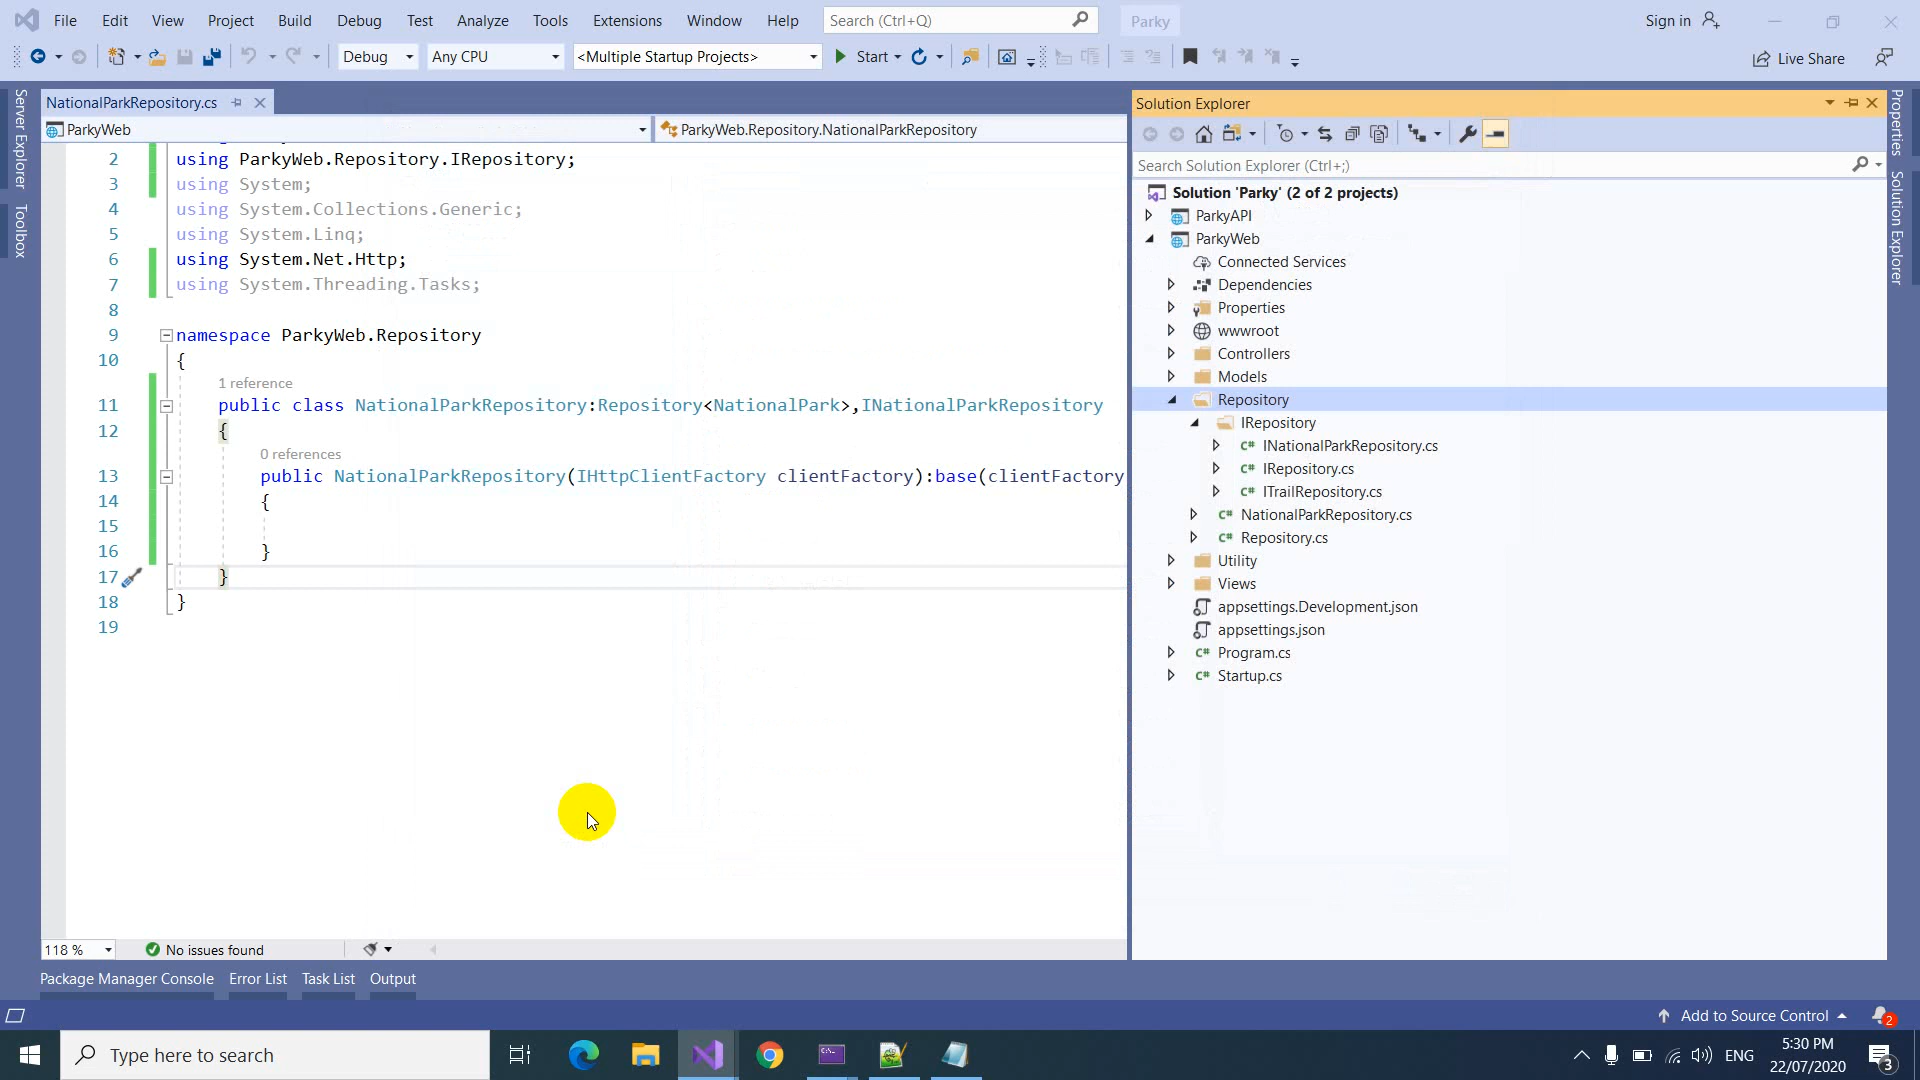 File Edit View Project Build Debug Test Analyze Tools Extensions Window Help Search (Ctrl+Q) Parky Sign in
Debug Any CPU <Multiple Startup Projects> Start Live Share
Server Explorer
Toolbox
NationalParkRepository.cs
ParkyWeb ParkyWeb.Repository.NationalParkRepository
2 using ParkyWeb.Repository.IRepository;
3 using System;
4 using System.Collections.Generic;
5 using System.Linq;
6 using System.Net.Http;
7 using System.Threading.Tasks;
8
9 namespace ParkyWeb.Repository
10 {
1 reference
11 public class NationalParkRepository:Repository<NationalPark>,INationalParkRepository
12 {
0 references
13 public NationalParkRepository(IHttpClientFactory clientFactory):base(clientFactory
14 {
15
16 }
17 }
18 }
19
118 % No issues found
Package Manager Console Error List Task List Output
Solution Explorer
Search Solution Explorer (Ctrl+;)
Solution 'Parky' (2 of 2 projects)
ParkyAPI
ParkyWeb
Connected Services
Dependencies
Properties
wwwroot
Controllers
Models
Repository
IRepository
C# INationalParkRepository.cs
C# IRepository.cs
C# ITrailRepository.cs
C# NationalParkRepository.cs
C# Repository.cs
Utility
Views
appsettings.Development.json
appsettings.json
C# Program.cs
C# Startup.cs
Properties
Solution Explorer
Add to Source Control 2
Type here to search
ENG
5:30 PM
22/07/2020
3